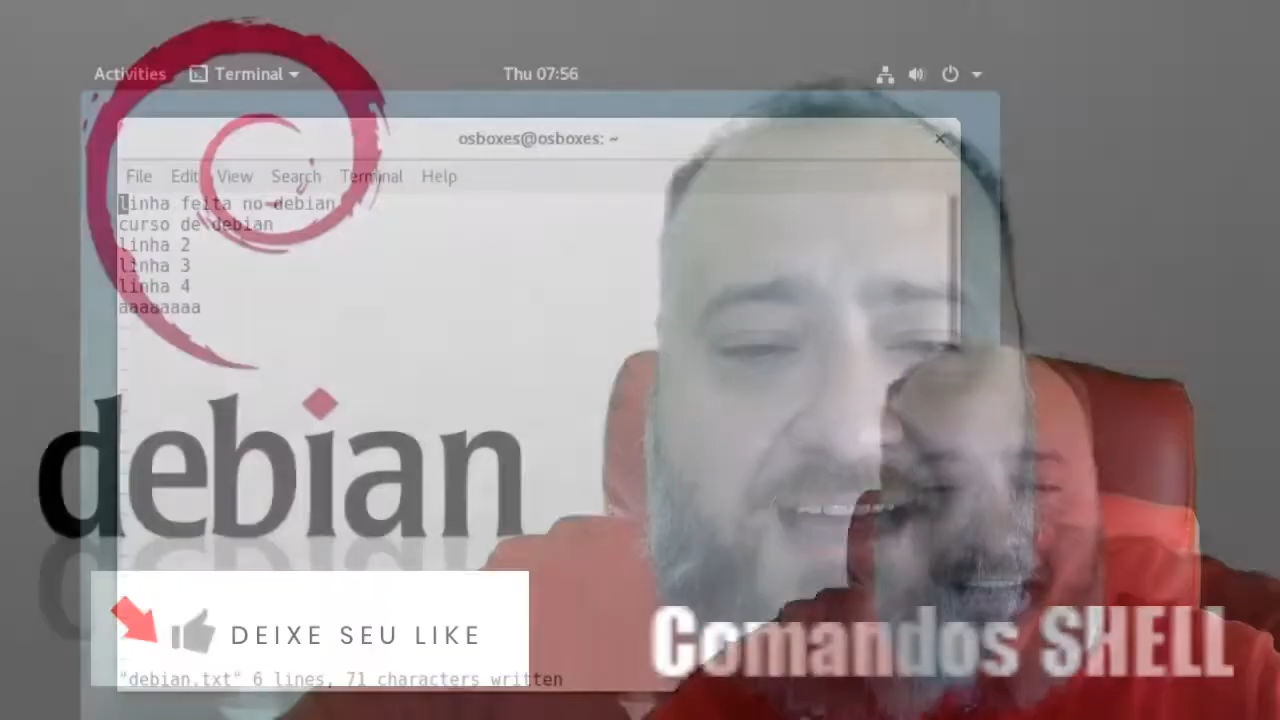 Activities Terminal Thu 07:56
osboxes@osboxes: ~
File Edit View Search Terminal Help
linha feita no debian
curso de debian
linha 2
linha 3
linha 4
aaaaaaaa
debian
DEIXE SEU LIKE
Comandos SHELL
"debian.txt" 6 lines, 71 characters written